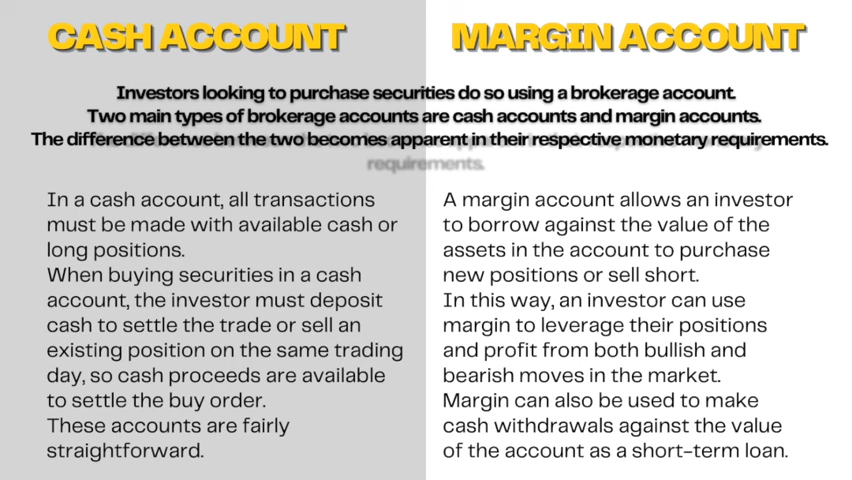 CASH ACCOUNT
MARGIN ACCOUNT
Investors looking to purchase securities do so using a brokerage account.
Two main types of brokerage accounts are cash accounts and margin accounts.
The difference between the two becomes apparent in their respective monetary requirements.
requirements.
In a cash account, all transactions
must be made with available cash or
long positions.
When buying securities in a cash
account, the investor must deposit
cash to settle the trade or sell an
existing position on the same trading
day, so cash proceeds are available
to settle the buy order.
These accounts are fairly
straightforward.
A margin account allows an investor
to borrow against the value of the
assets in the account to purchase
new positions or sell short.
In this way, an investor can use
margin to leverage their positions
and profit from both bullish and
bearish moves in the market.
Margin can also be used to make
cash withdrawals against the value
of the account as a short-term loan.